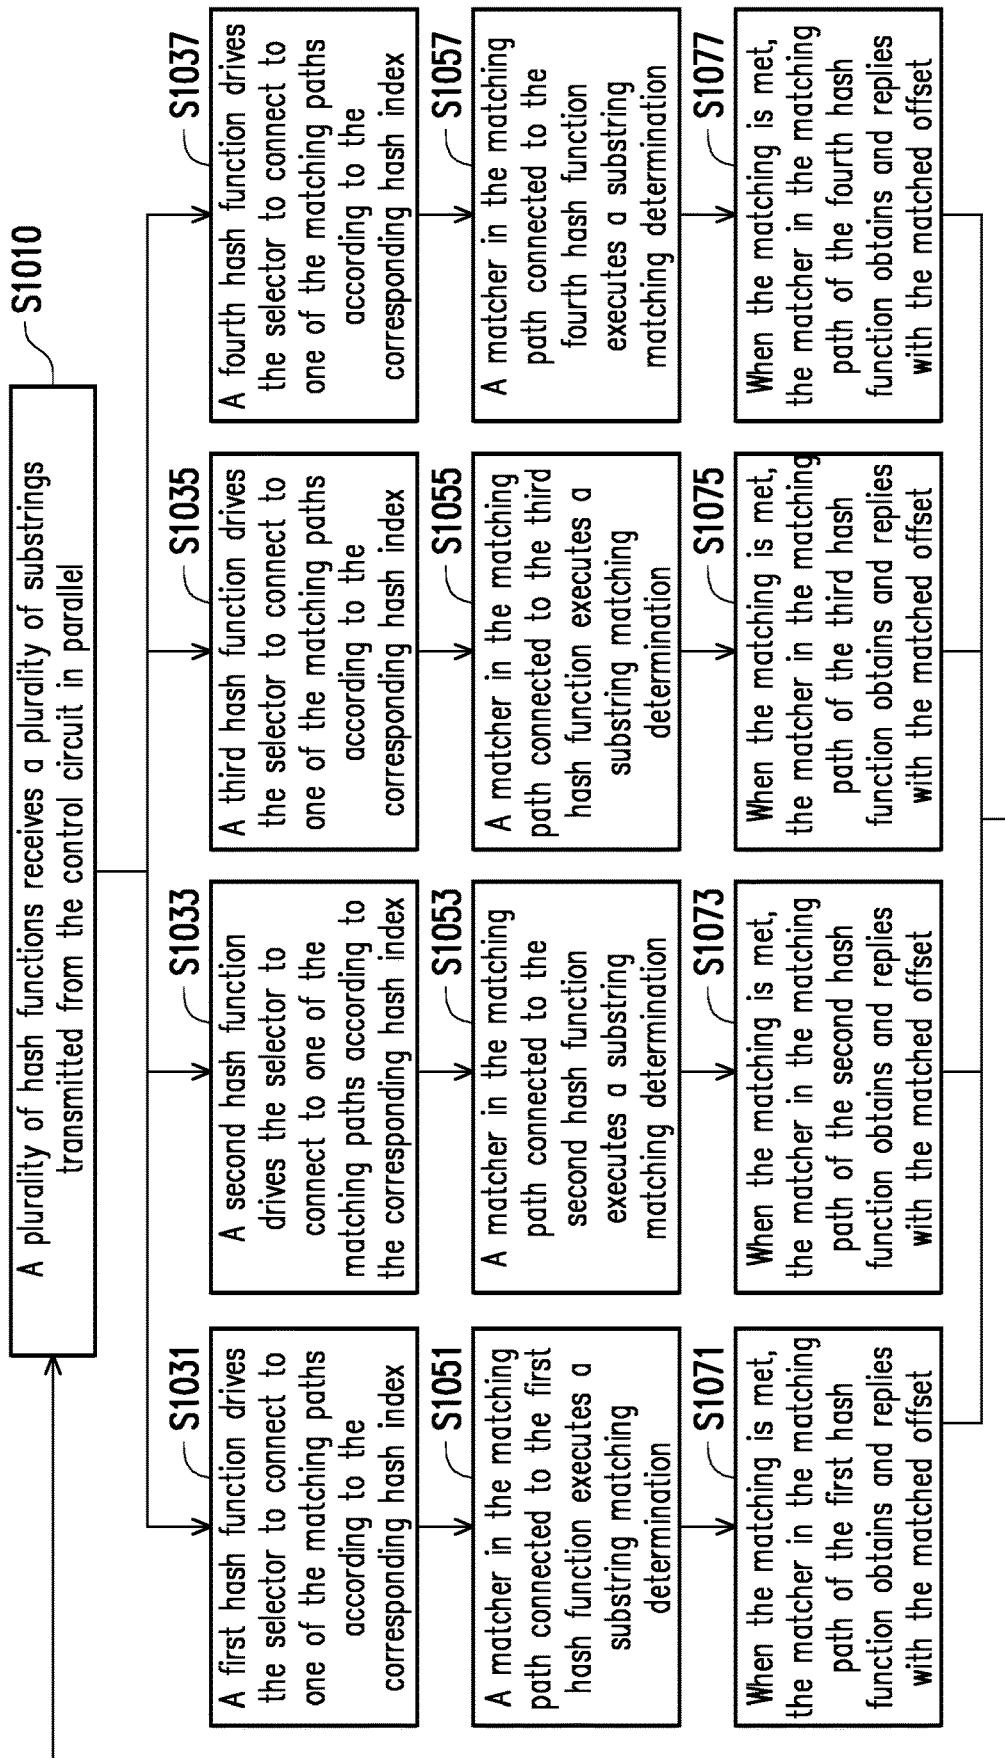 A plurality of hash functions receives a plurality of substrings
transmitted from the control circuit in parallel
S1010
A first hash function drives
the selector to connect to
one of the matching paths
according to the
corresponding hash index
S1031
A second hash function
drives the selector to
connect to one of the
matching paths according to
the corresponding hash index
S1033
A third hash function drives
the selector to connect to
one of the matching paths
according to the
corresponding hash index
S1035
A fourth hash function drives
the selector to connect to
one of the matching paths
according to the
corresponding hash index
S1037
A matcher in the matching
path connected to the first
hash function executes a
substring matching
determination
S1051
A matcher in the matching
path connected to the
second hash function
executes a substring
matching determination
S1053
A matcher in the matching
path connected to the third
hash function executes a
substring matching
determination
S1055
A matcher in the matching
path connected to the
fourth hash function
executes a substring
matching determination
S1057
When the matching is met,
the matcher in the matching
path of the first hash
function obtains and replies
with the matched offset
S1071
When the matching is met,
the matcher in the matching
path of the second hash
function obtains and replies
with the matched offset
S1073
When the matching is met,
the matcher in the matching
path of the third hash
function obtains and replies
with the matched offset
S1075
When the matching is met,
the matcher in the matching
path of the fourth hash
function obtains and replies
with the matched offset
S1077